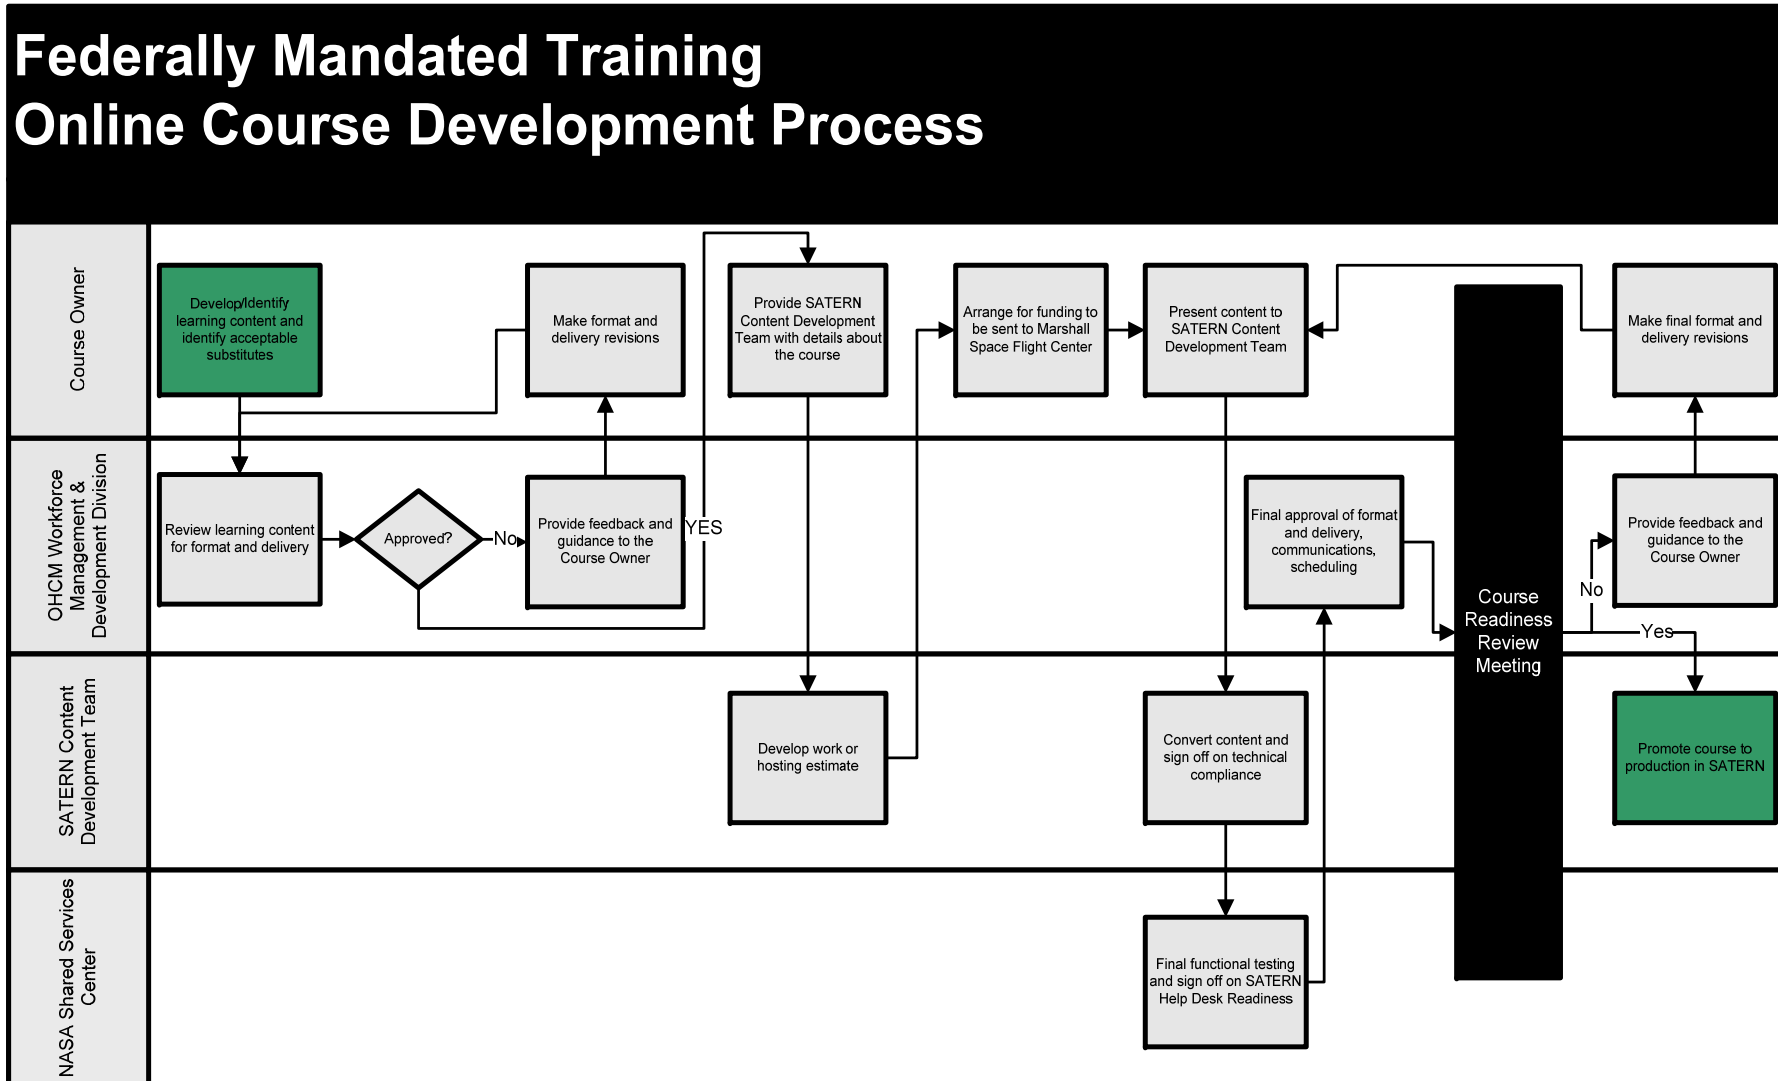 Federally Mandated Training
Online Course Development Process
Course Owner
Develop/Identify
learning content and
identify acceptable
substitutes
Make format and
delivery revisions
Provide SATERN
Content Development
Team with details about
the course
Arrange for funding to
be sent to Marshall
Space Flight Center
Present content to
SATERN Content
Development Team
Make final format and
delivery revisions
OHCM Workforce
Management &
Development Division
Review learning content
for format and delivery
Approved?
No
Provide feedback and
guidance to the
Course Owner
YES
Final approval of format
and delivery,
communications,
scheduling
Course
Readiness
Review
Meeting
No
Yes
Provide feedback and
guidance to the
Course Owner
SATERN Content
Development Team
Develop work or
hosting estimate
Convert content and
sign off on technical
compliance
Promote course to
production in SATERN
NASA Shared Services
Center
Final functional testing
and sign off on SATERN
Help Desk Readiness